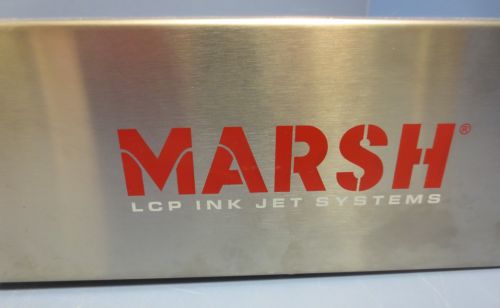 MARSH®
LCP INK JET SYSTEMS